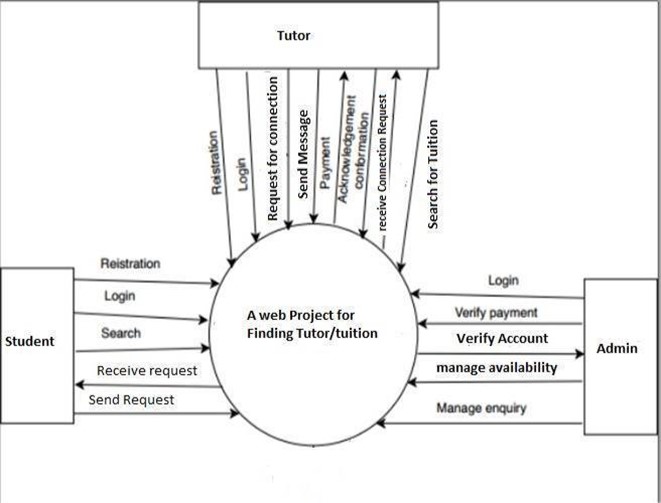 Tutor
Reistration
Login
Request for connection
Send Message
Payment
Acknowledgement
conformation
receive Connection Request
Search for Tuition
Reistration
Login
Search
Receive request
Send Request
Student
A web Project for
Finding Tutor/tuition
Login
Verify payment
Verify Account
manage availability
Manage enquiry
Admin